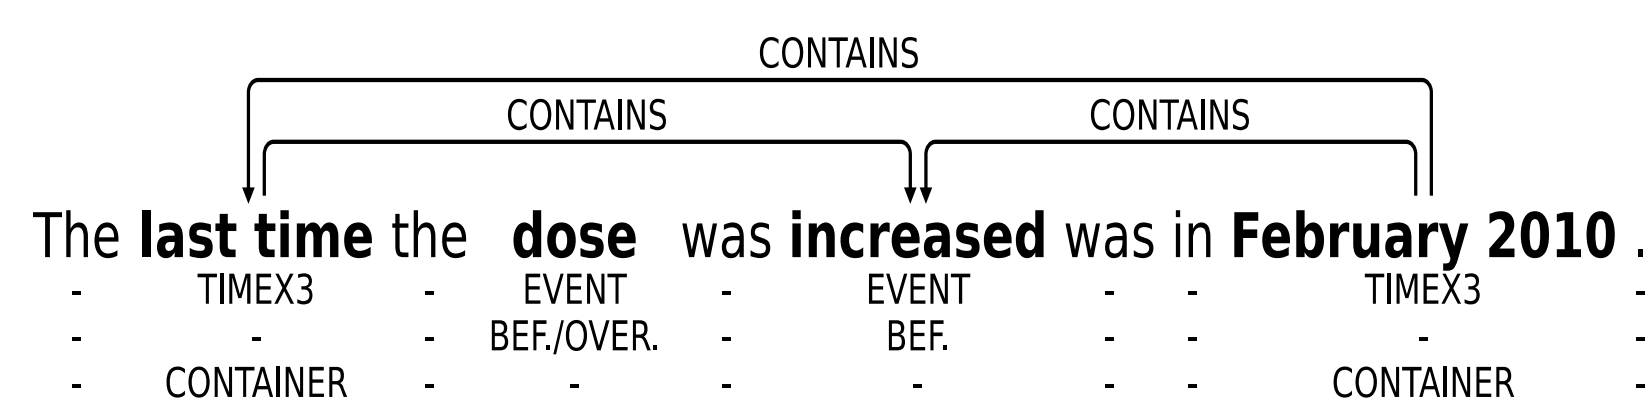 CONTAINS
CONTAINS CONTAINS
The last time the dose was increased was in February 2010 .
- TIMEX3 - EVENT - EVENT - - TIMEX3 -
- - - BEF./OVER. - BEF. - - - -
- CONTAINER - - - - - - CONTAINER -